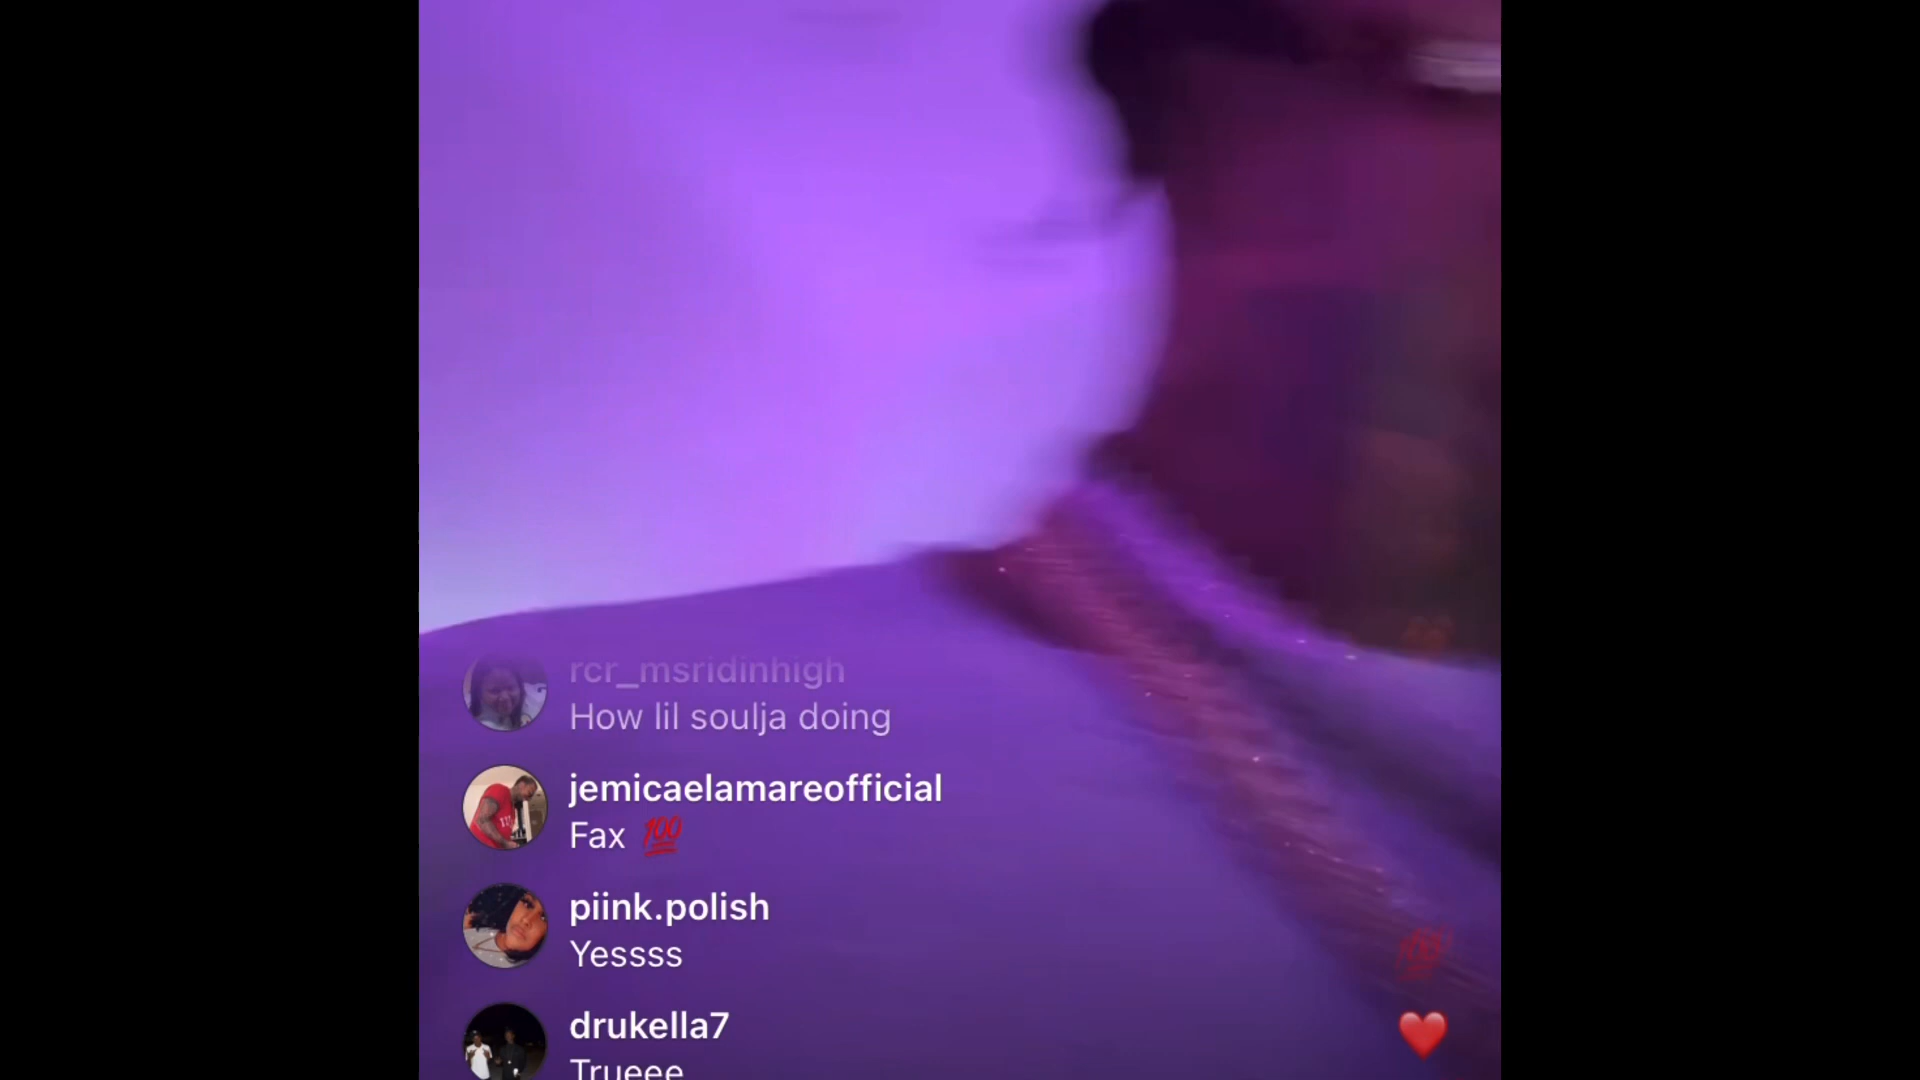 rcr_msridinhigh
How lil soulja doing
jemicaelamareofficial
Fax 💯
piink.polish
Yessss
drukella7
Trueee